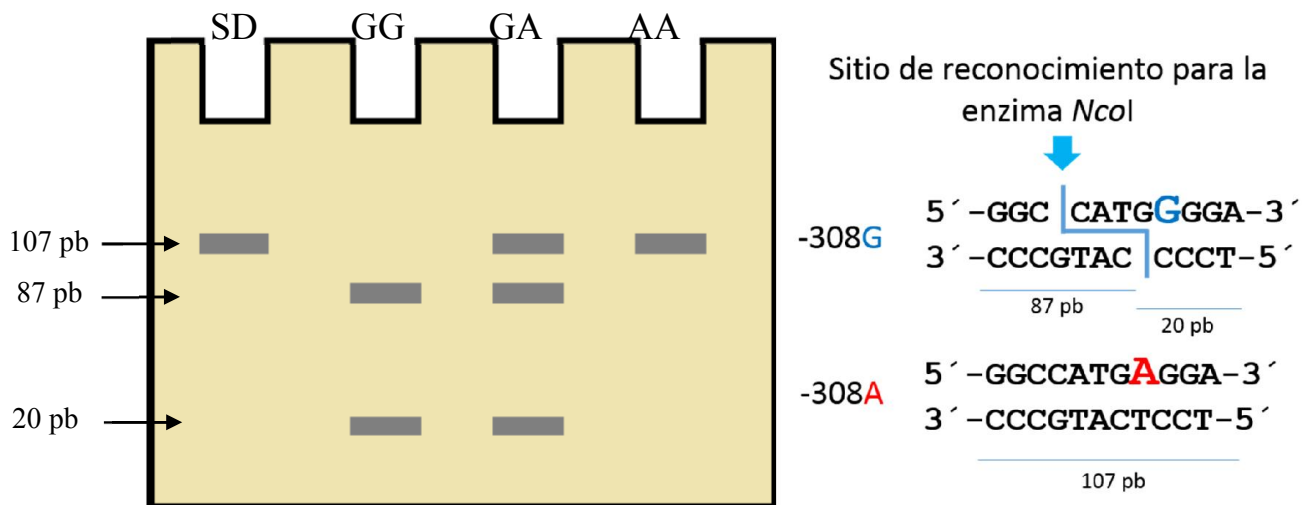 SD GG GA AA
107 pb
87 pb
20 pb
Sitio de reconocimiento para la
enzima NcoI
-308G
5´-GGC CATGGGGA-3´
3´-CCCGTAC CCCT-5´
87 pb
20 pb
-308A
5´-GGCCATGAGGA-3´
3´-CCCGTACTCCT-5´
107 pb